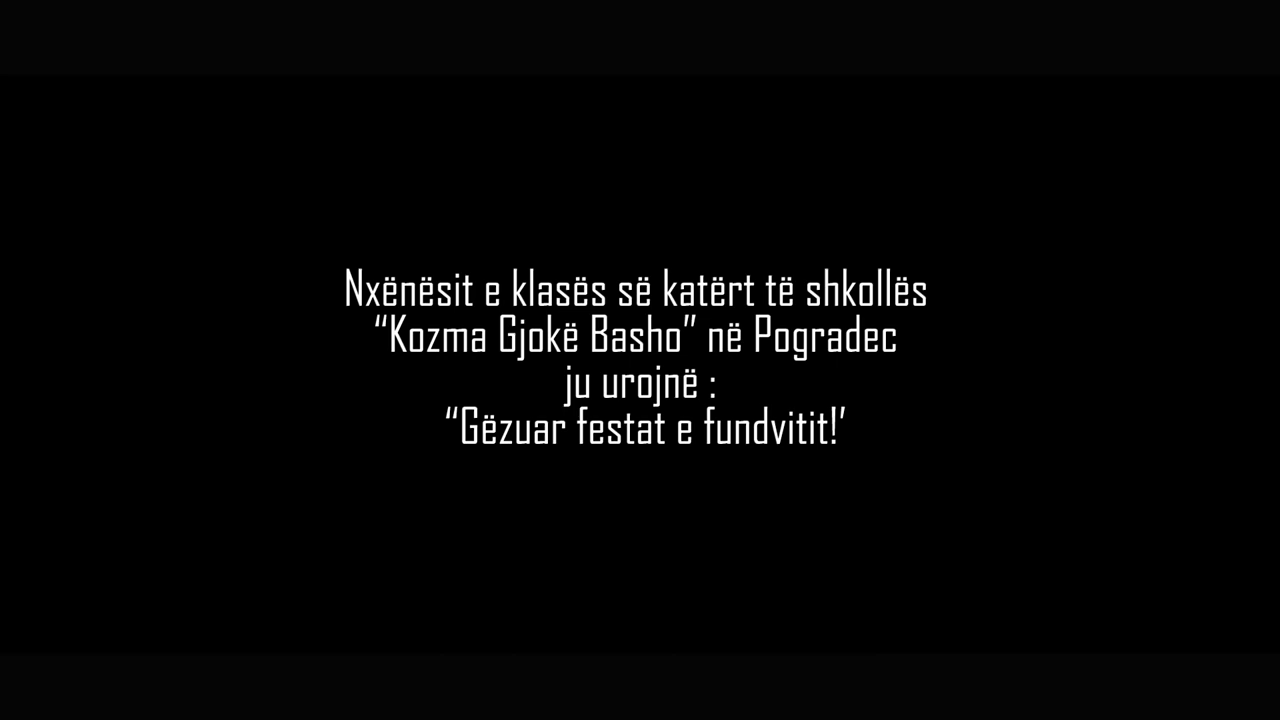 Nxënësit e klasës së katërt të shkollës
“Kozma Gjokë Basho” në Pogradec
ju urojnë :
“Gëzuar festat e fundvitit!’